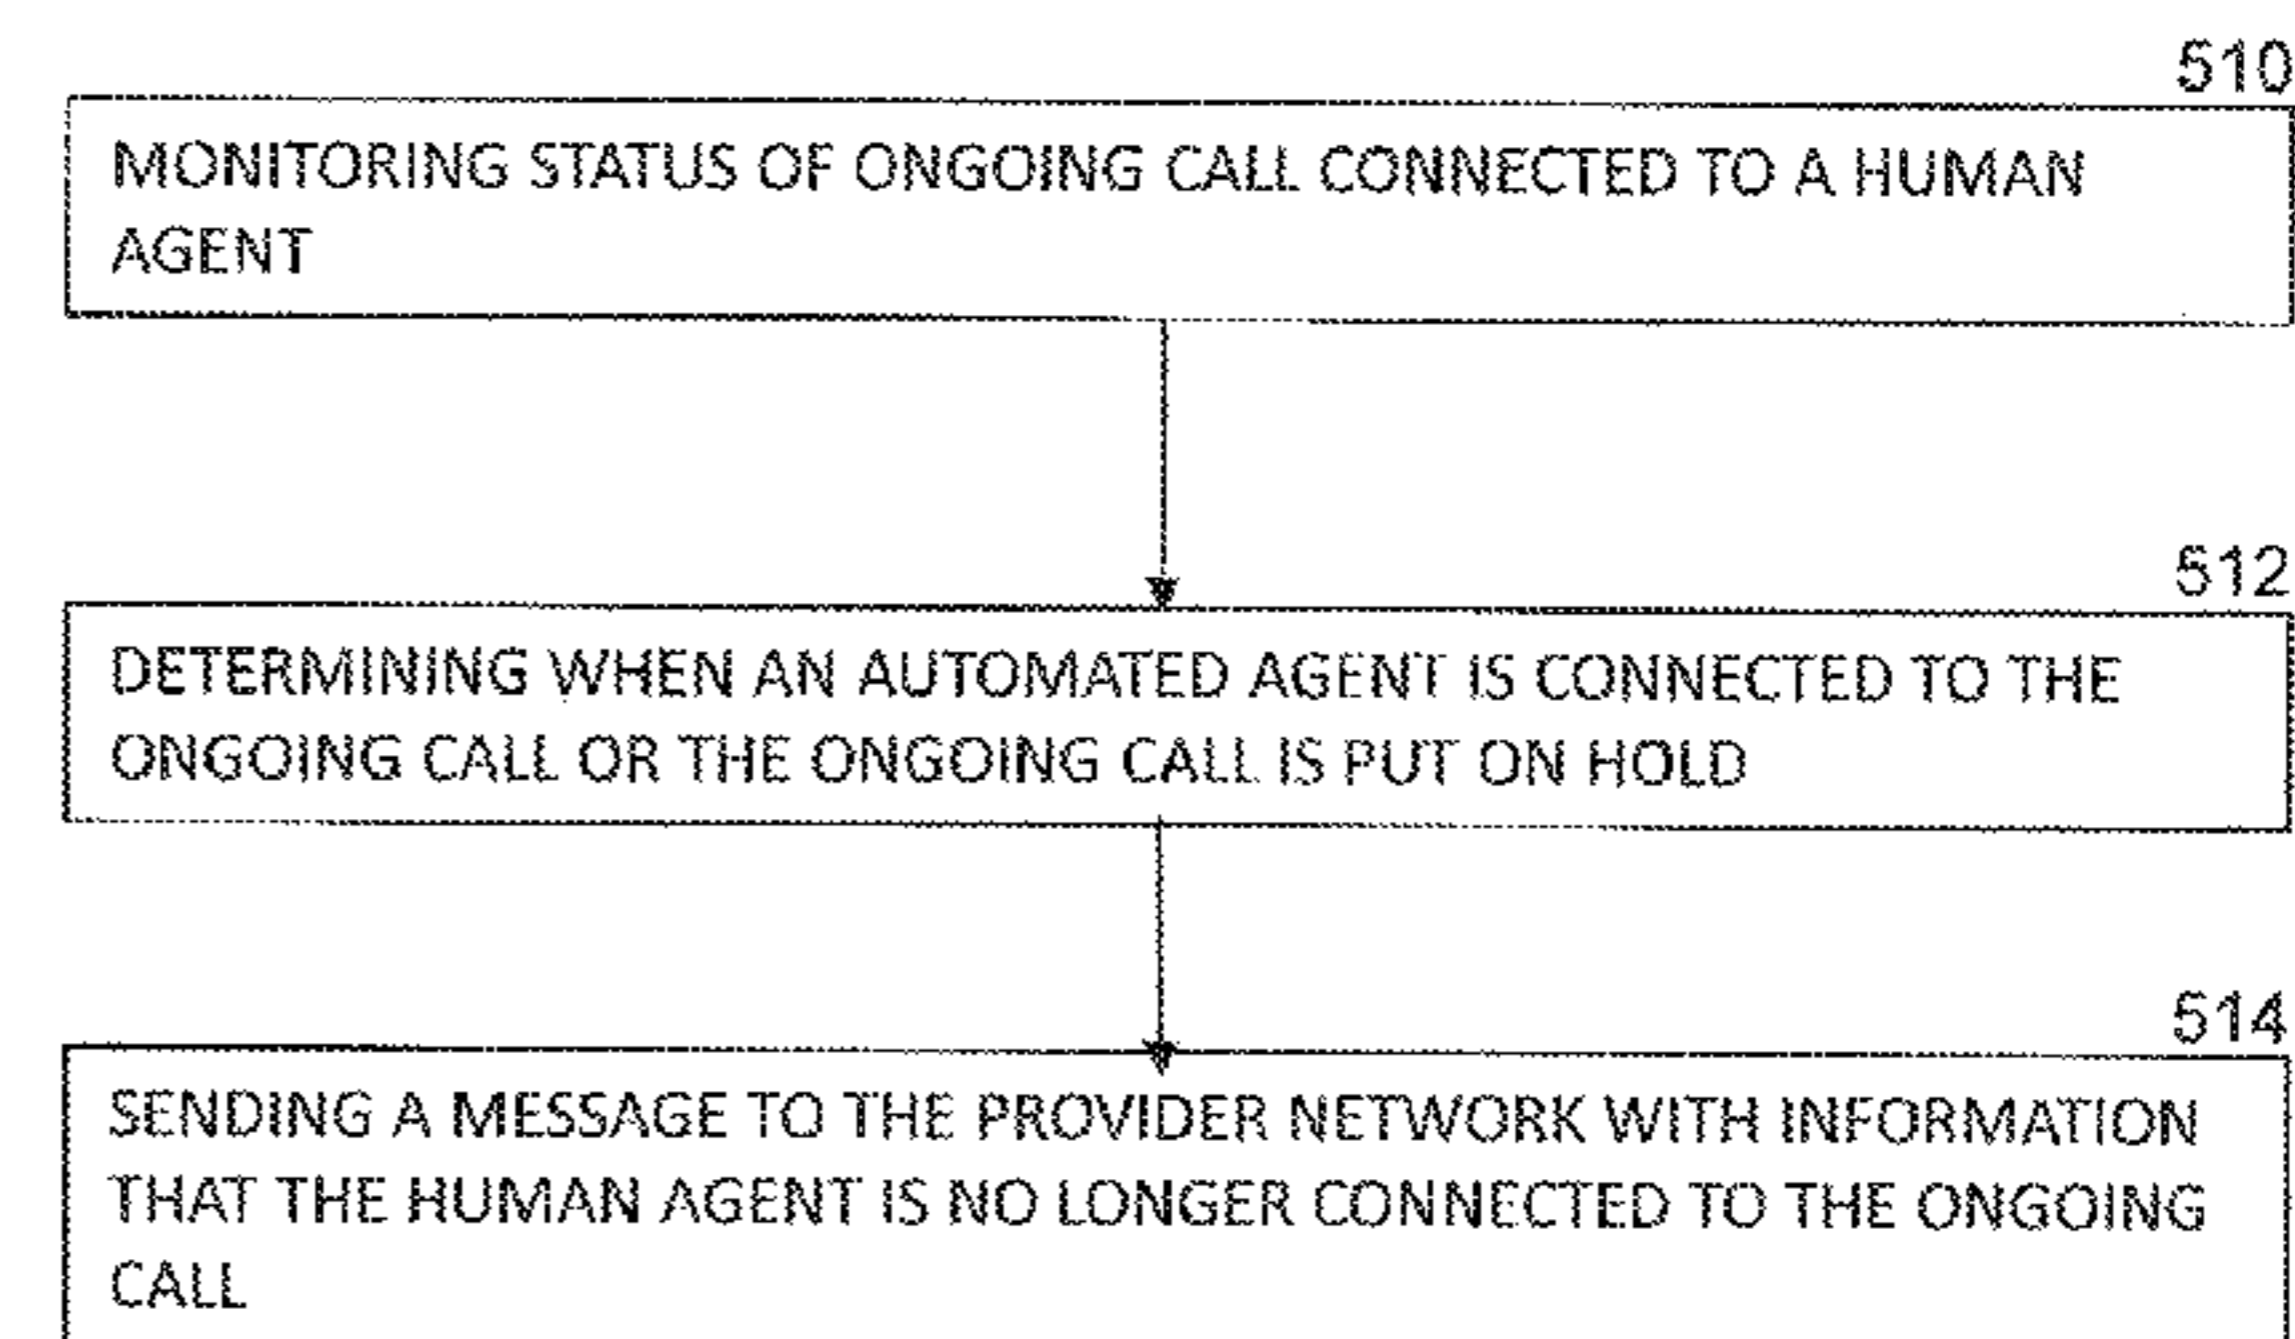 510
MONITORING STATUS OF ONGOING CALL CONNECTED TO A HUMAN
AGENT
512
DETERMINING WHEN AN AUTOMATED AGENT IS CONNECTED TO THE
ONGOING CALL OR THE ONGOING CALL IS PUT ON HOLD
514
SENDING A MESSAGE TO THE PROVIDER NETWORK WITH INFORMATION
THAT THE HUMAN AGENT IS NO LONGER CONNECTED TO THE ONGOING
CALL